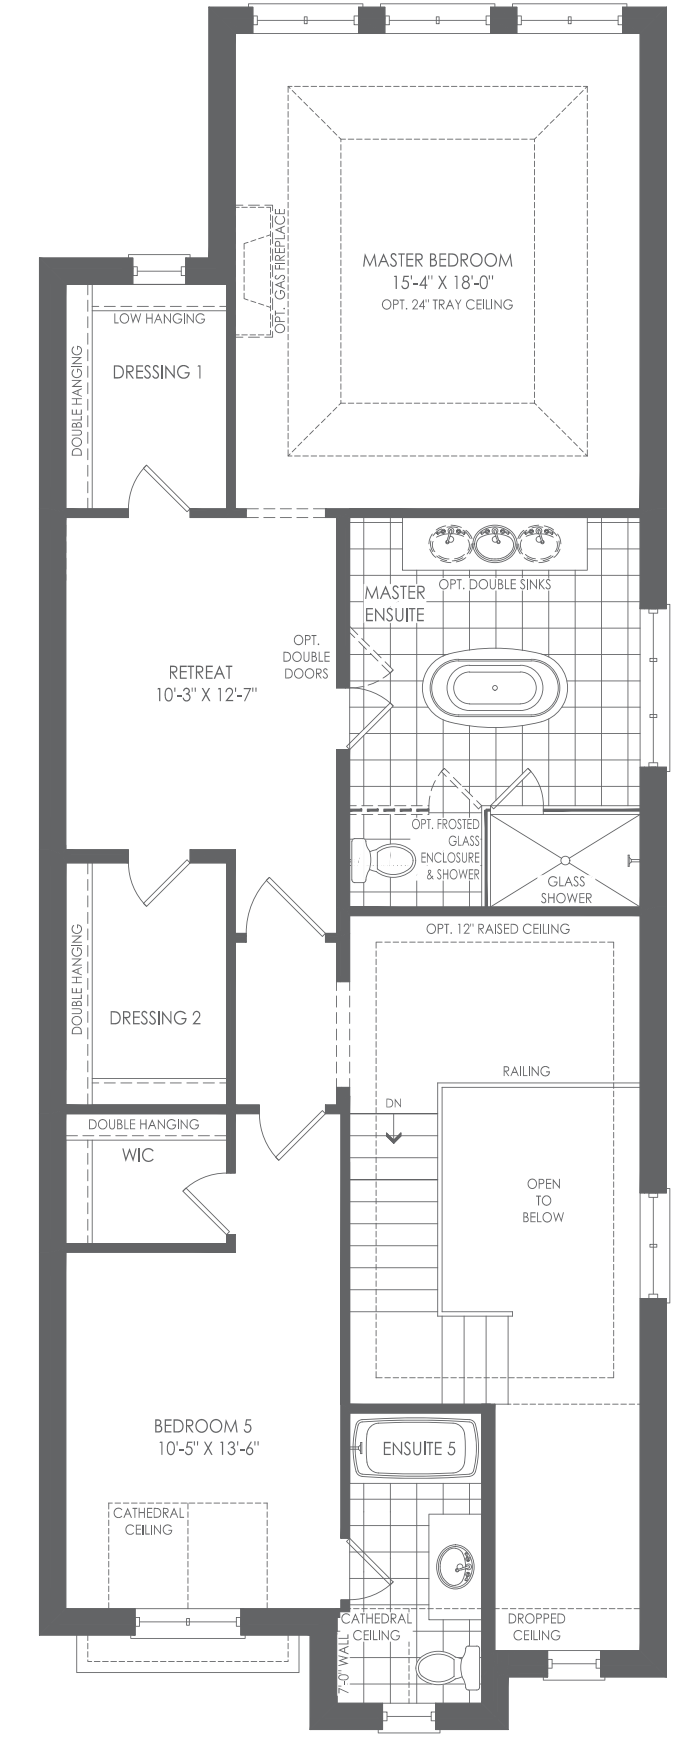 MASTER BEDROOM
15'-4" X 18'-0"
OPT. 24" TRAY CEILING
OPT. GAS FIREPLACE
LOW HANGING
DOUBLE HANGING
DRESSING 1
OPT. DOUBLE SINKS
MASTER
ENSUITE
OPT.
DOUBLE
DOORS
RETREAT
10'-3" X 12'-7"
OPT. FROSTED
GLASS
ENCLOSURE
& SHOWER
GLASS
SHOWER
OPT. 12" RAISED CEILING
DOUBLE HANGING
DRESSING 2
RAILING
DN
DOUBLE HANGING
WIC
OPEN
TO
BELOW
BEDROOM 5
10'-5" X 13'-6"
ENSUITE 5
CATHEDRAL
CEILING
CATHEDRAL
CEILING
7'-0" WALL
DROPPED
CEILING